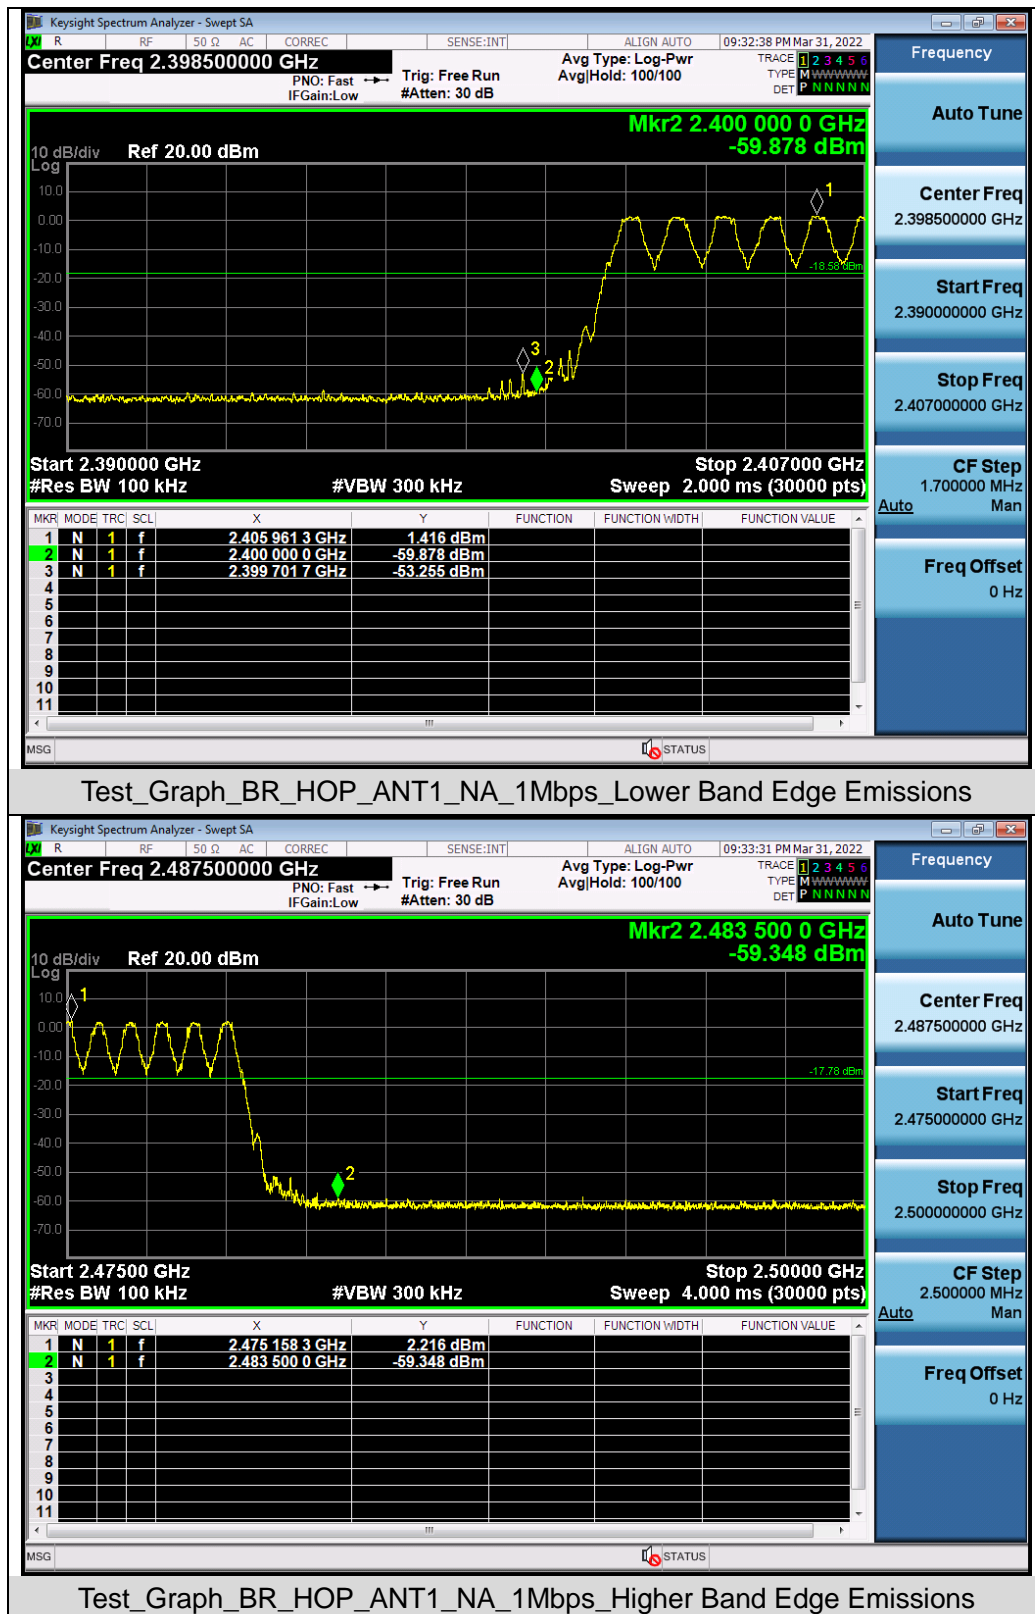 Keysight Spectrum Analyzer - Swept SA
LXI R RF 50 Ω AC CORREC SENSE:INT ALIGN AUTO 09:32:38 PM Mar 31, 2022
Center Freq 2.398500000 GHz
PNO: Fast
IFGain:Low
Trig: Free Run
#Atten: 30 dB
Avg Type: Log-Pwr
Avg|Hold: 100/100
TRACE 1 2 3 4 5 6
TYPE M WWWWW
DET P N N N N N
Mkr2 2.400 000 0 GHz
-59.878 dBm
10 dB/div Ref 20.00 dBm
Log
10.0
0.00
-10.0
-20.0
-30.0
-40.0
-50.0
-60.0
-70.0
1
-18.58 dBm
3
2
Start 2.390000 GHz Stop 2.407000 GHz
#Res BW 100 kHz #VBW 300 kHz Sweep 2.000 ms (30000 pts)
MKR MODE TRC SCL X Y FUNCTION FUNCTION WIDTH FUNCTION VALUE
1 N 1 f 2.405 961 3 GHz 1.416 dBm
2 N 1 f 2.400 000 0 GHz -59.878 dBm
3 N 1 f 2.399 701 7 GHz -53.255 dBm
4
5
6
7
8
9
10
11
MSG STATUS
Frequency
Auto Tune
Center Freq
2.398500000 GHz
Start Freq
2.390000000 GHz
Stop Freq
2.407000000 GHz
CF Step
1.700000 MHz
Auto Man
Freq Offset
0 Hz
Test_Graph_BR_HOP_ANT1_NA_1Mbps_Lower Band Edge Emissions
Keysight Spectrum Analyzer - Swept SA
LXI R RF 50 Ω AC CORREC SENSE:INT ALIGN AUTO 09:33:31 PM Mar 31, 2022
Center Freq 2.487500000 GHz
PNO: Fast
IFGain:Low
Trig: Free Run
#Atten: 30 dB
Avg Type: Log-Pwr
Avg|Hold: 100/100
TRACE 1 2 3 4 5 6
TYPE M WWWWW
DET P N N N N N
Mkr2 2.483 500 0 GHz
-59.348 dBm
10 dB/div Ref 20.00 dBm
Log
10.0
0.00
-10.0
-20.0
-30.0
-40.0
-50.0
-60.0
-70.0
1
-17.78 dBm
2
Start 2.47500 GHz Stop 2.50000 GHz
#Res BW 100 kHz #VBW 300 kHz Sweep 4.000 ms (30000 pts)
MKR MODE TRC SCL X Y FUNCTION FUNCTION WIDTH FUNCTION VALUE
1 N 1 f 2.475 158 3 GHz 2.216 dBm
2 N 1 f 2.483 500 0 GHz -59.348 dBm
3
4
5
6
7
8
9
10
11
MSG STATUS
Frequency
Auto Tune
Center Freq
2.487500000 GHz
Start Freq
2.475000000 GHz
Stop Freq
2.500000000 GHz
CF Step
2.500000 MHz
Auto Man
Freq Offset
0 Hz
Test_Graph_BR_HOP_ANT1_NA_1Mbps_Higher Band Edge Emissions